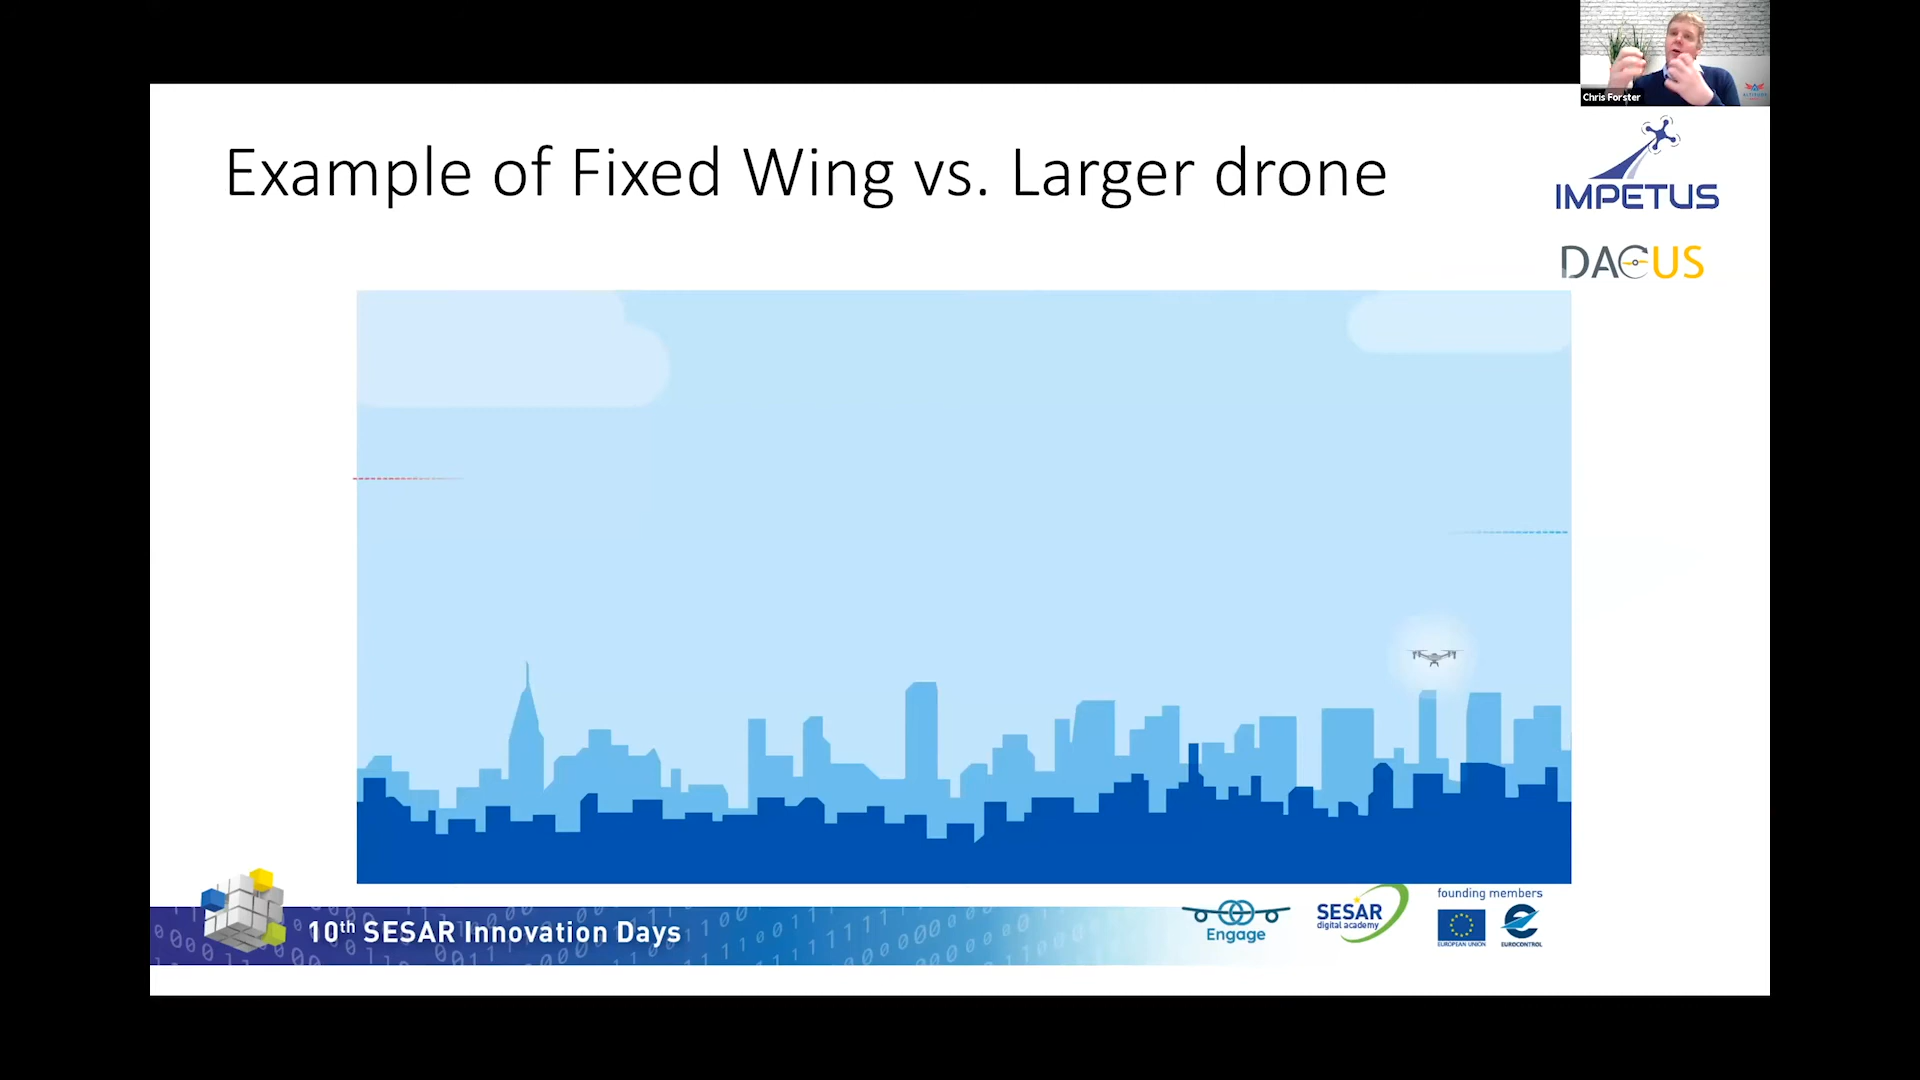 Chris Forster
Example of Fixed Wing vs. Larger drone
IMPETUS
DACUS
10th SESAR Innovation Days
Engage
SESAR
digital academy
founding members
EUROPEAN UNION
EUROCONTROL